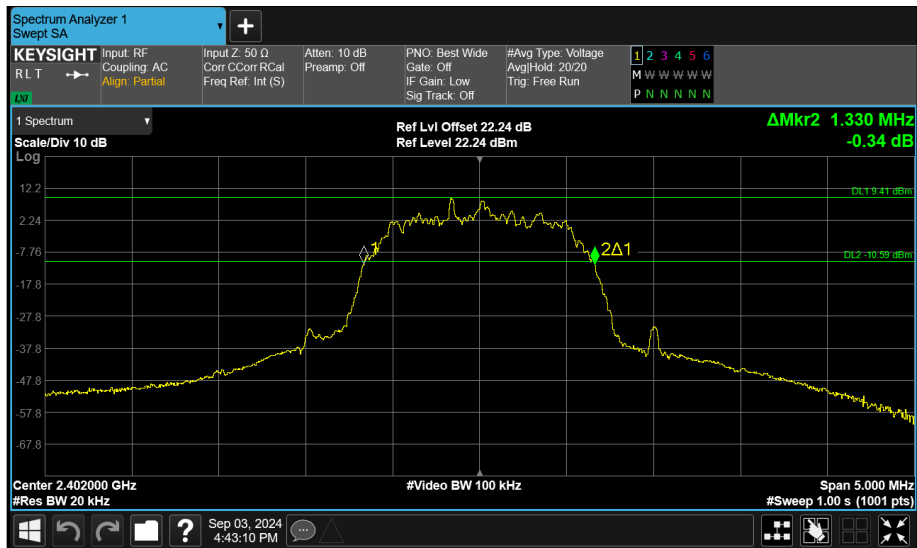 Spectrum Analyzer 1
Swept SA
KEYSIGHT
RLT
LXI
Input: RF
Coupling: AC
Align: Partial
Input Z: 50 Ω
Corr CCorr RCal
Freq Ref: Int (S)
Atten: 10 dB
Preamp: Off
PNO: Best Wide
Gate: Off
IF Gain: Low
Sig Track: Off
#Avg Type: Voltage
Avg|Hold: 20/20
Trig: Free Run
1 2 3 4 5 6
M W W W W W
P N N N N N
1 Spectrum
Scale/Div 10 dB
Log
Ref Lvl Offset 22.24 dB
Ref Level 22.24 dBm
ΔMkr2 1.330 MHz
-0.34 dB
12.2
DL1 9.41 dBm
2.24
1
2Δ1
-7.76
DL2 -10.59 dBm
-17.8
-27.8
-37.8
-47.8
-57.8
-67.8
Center 2.402000 GHz
#Video BW 100 kHz
Span 5.000 MHz
#Res BW 20 kHz
#Sweep 1.00 s (1001 pts)
Sep 03, 2024
4:43:10 PM